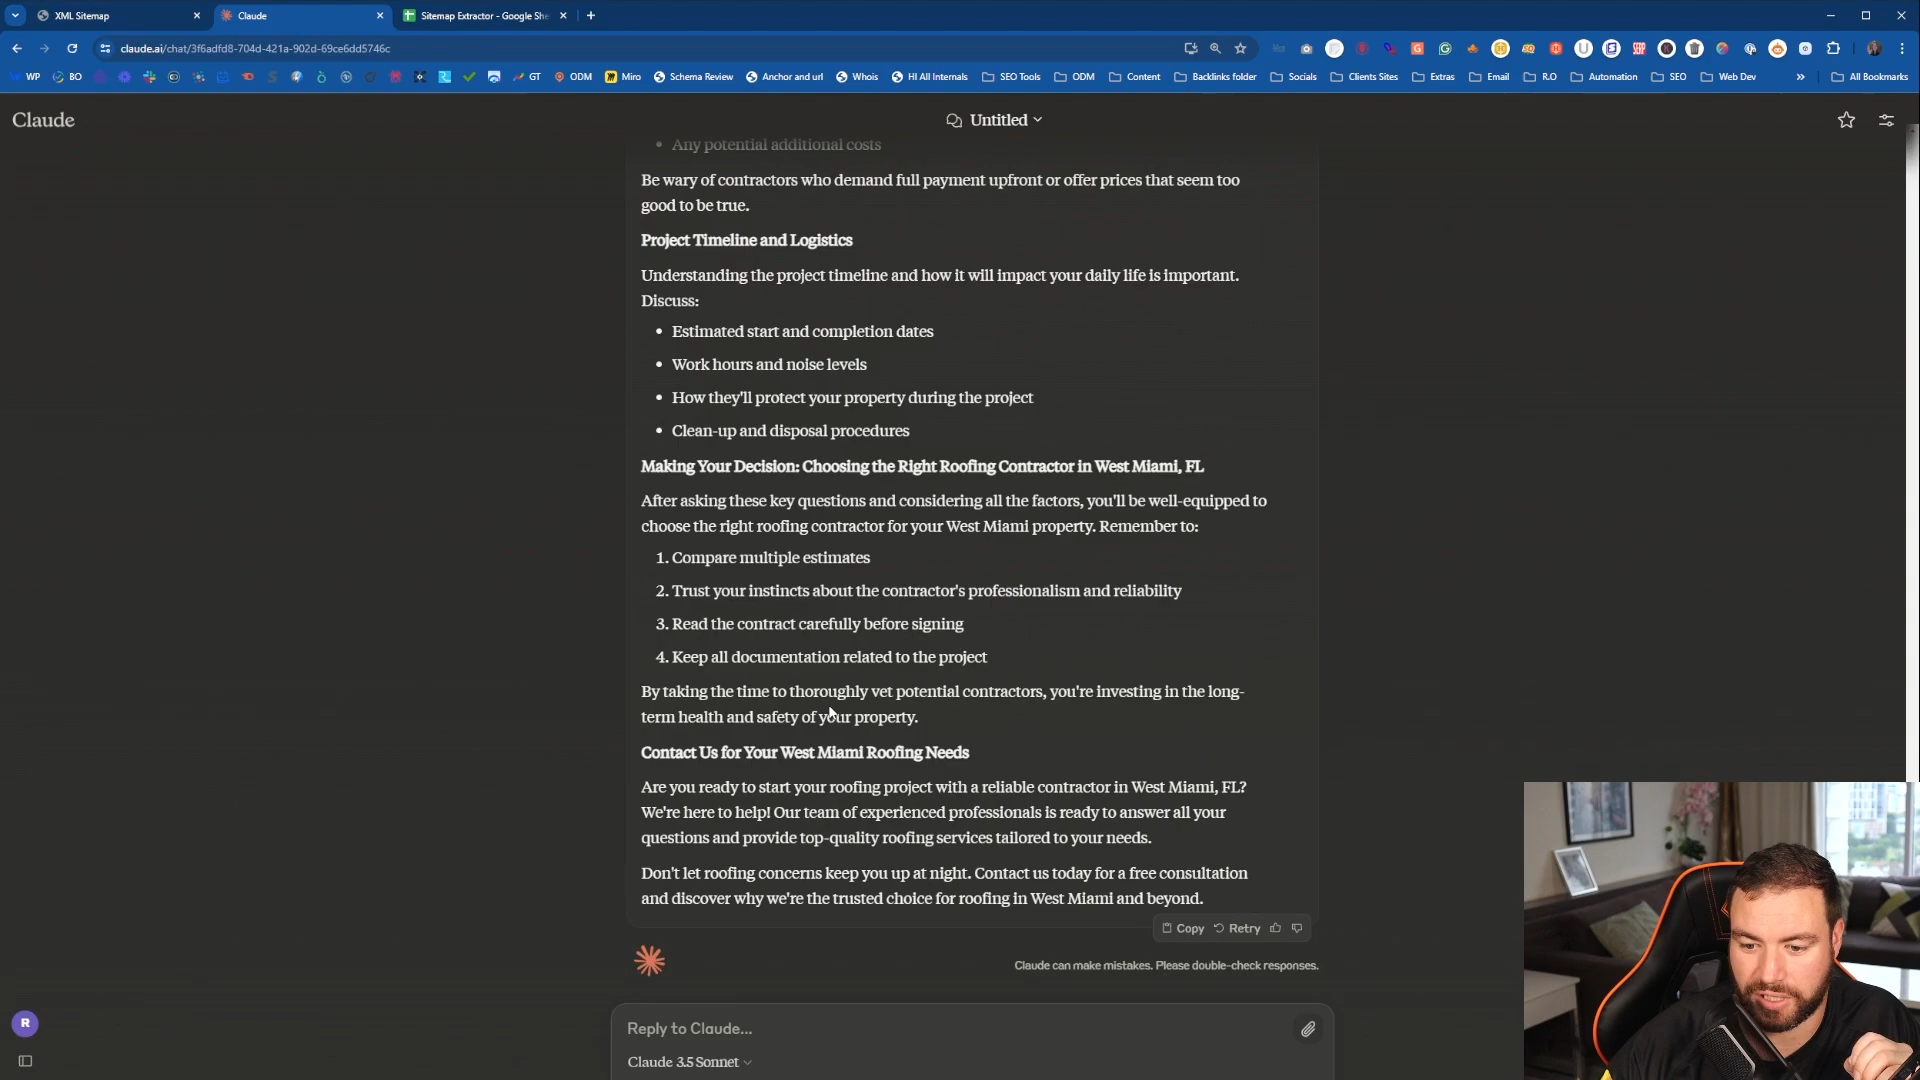 XML Sitemap
Claude
Sitemap Extractor - Google She
claude.ai/chat/3f6adfd8-704d-421a-902d-69ce6dd5746c
WP
BO
GT
ODM
Miro
Schema Review
Anchor and url
Whois
HI All Internals
SEO Tools
ODM
Content
Backlinks folder
Socials
Clients Sites
Extras
Email
R.O
Automation
SEO
Web Dev
All Bookmarks
Claude
Untitled
• Any potential additional costs
Be wary of contractors who demand full payment upfront or offer prices that seem too
good to be true.
Project Timeline and Logistics
Understanding the project timeline and how it will impact your daily life is important.
Discuss:
• Estimated start and completion dates
• Work hours and noise levels
• How they'll protect your property during the project
• Clean-up and disposal procedures
Making Your Decision: Choosing the Right Roofing Contractor in West Miami, FL
After asking these key questions and considering all the factors, you'll be well-equipped to
choose the right roofing contractor for your West Miami property. Remember to:
1. Compare multiple estimates
2. Trust your instincts about the contractor's professionalism and reliability
3. Read the contract carefully before signing
4. Keep all documentation related to the project
By taking the time to thoroughly vet potential contractors, you're investing in the long-
term health and safety of your property.
Contact Us for Your West Miami Roofing Needs
Are you ready to start your roofing project with a reliable contractor in West Miami, FL?
We're here to help! Our team of experienced professionals is ready to answer all your
questions and provide top-quality roofing services tailored to your needs.
Don't let roofing concerns keep you up at night. Contact us today for a free consultation
and discover why we're the trusted choice for roofing in West Miami and beyond.
Copy
Retry
Claude can make mistakes. Please double-check responses.
R
Reply to Claude...
Claude 3.5 Sonnet